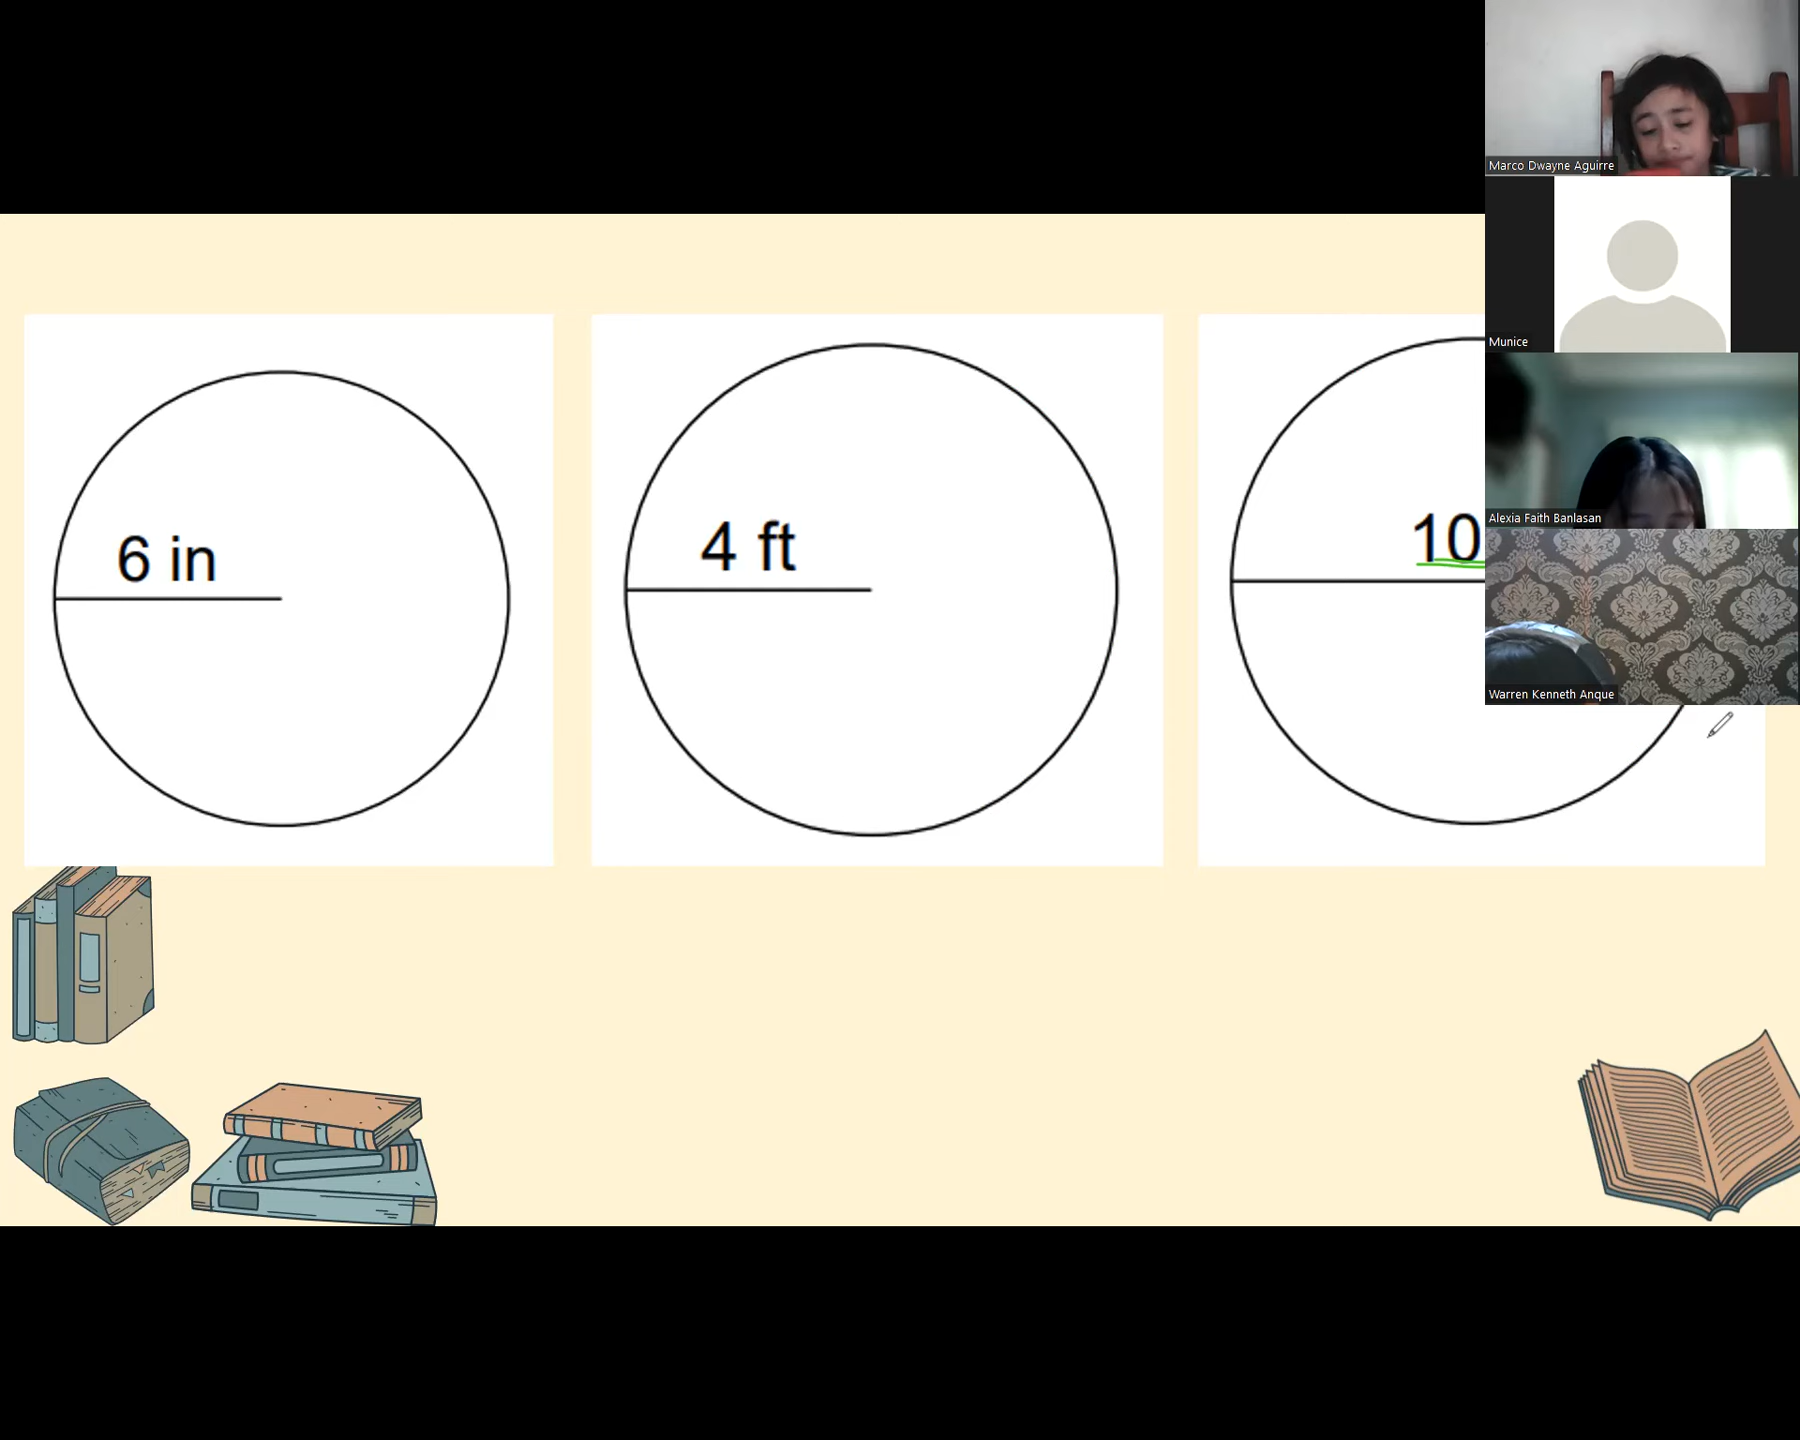 6 in
4 ft
10
Marco Dwayne Aguirre
Munice
Alexia Faith Banlasan
Warren Kenneth Anque